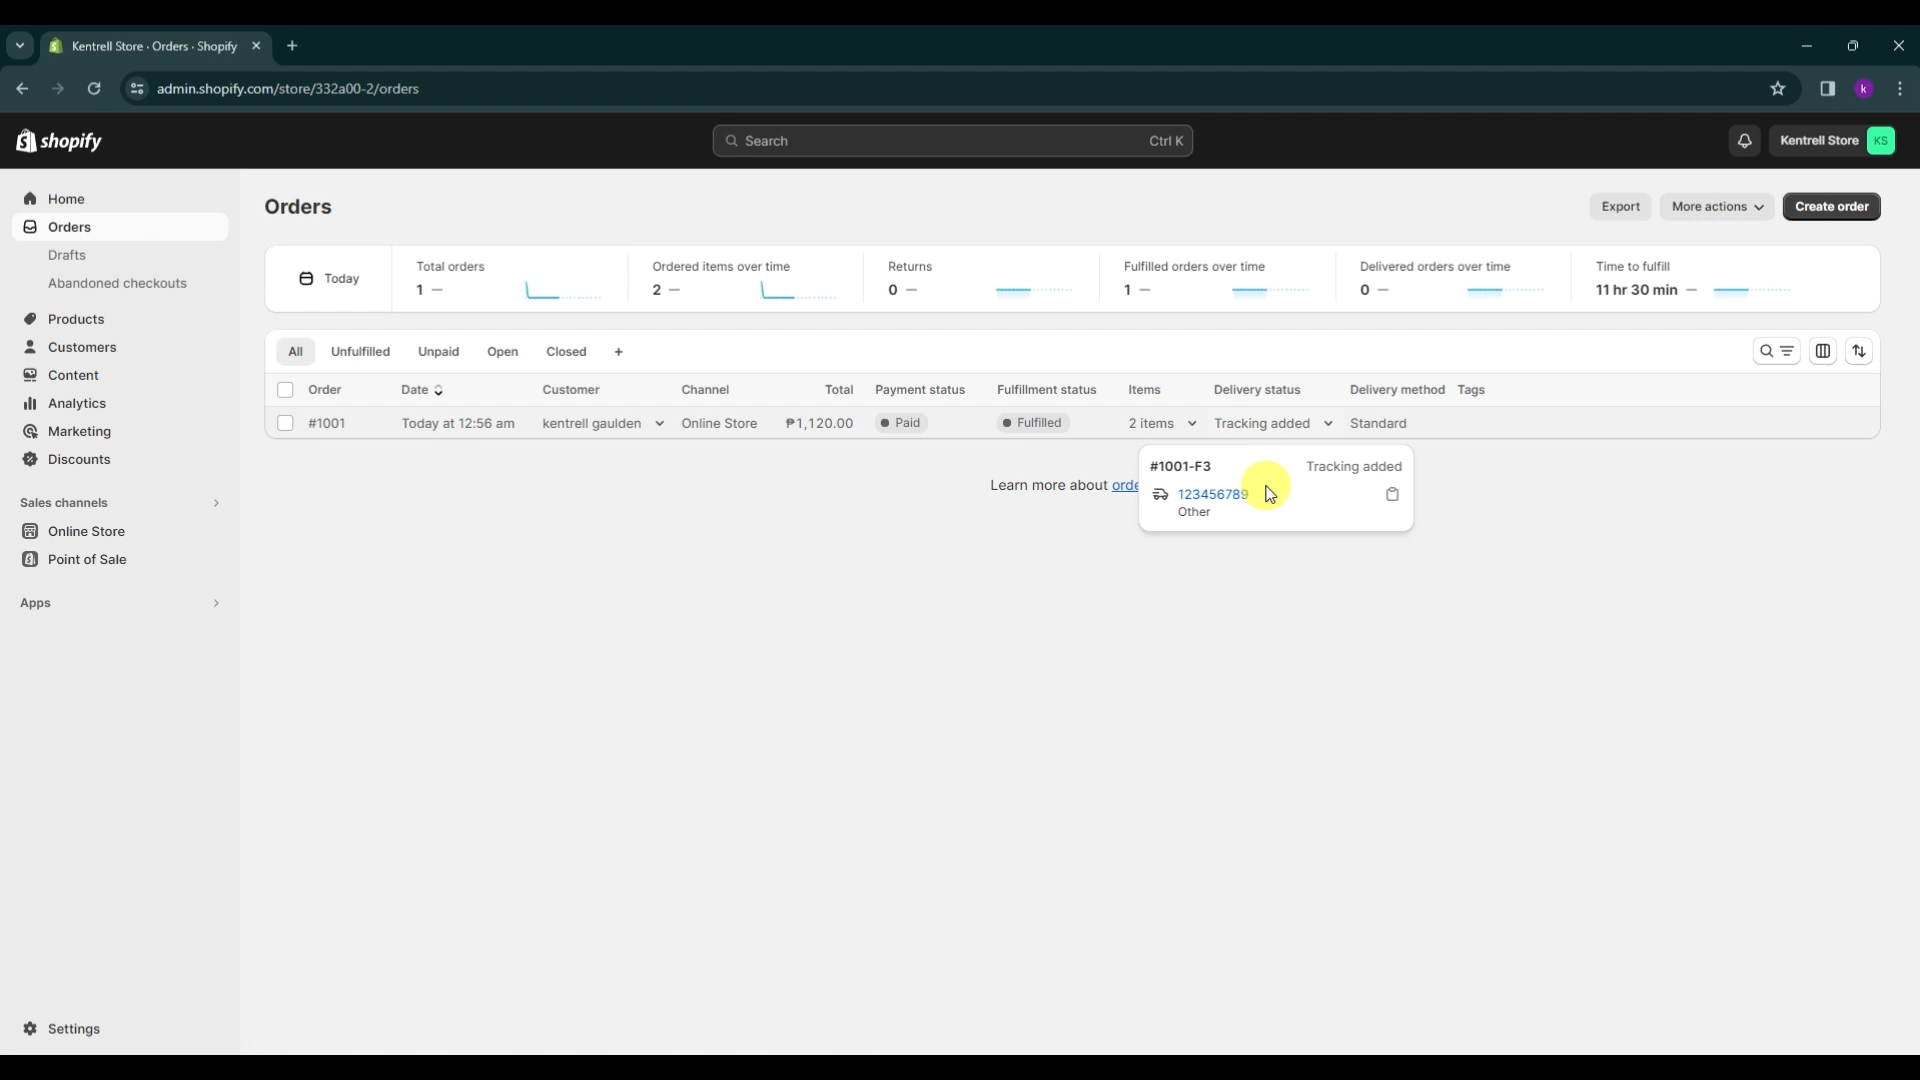 Kentrell Store · Orders · Shopify
admin.shopify.com/store/332a00-2/orders
k
shopify
Search
Ctrl K
Kentrell Store
KS
Home
Orders
Drafts
Abandoned checkouts
Products
Customers
Content
Analytics
Marketing
Discounts
Sales channels
Online Store
Point of Sale
Apps
Settings
Orders
Export
More actions
Create order
Today
Total orders
1 —
Ordered items over time
2 —
Returns
0 —
Fulfilled orders over time
1 —
Delivered orders over time
0 —
Time to fulfill
11 hr 30 min —
All Unfulfilled Unpaid Open Closed +
Order Date Customer Channel Total Payment status Fulfillment status Items Delivery status Delivery method Tags
#1001 Today at 12:56 am kentrell gaulden Online Store ₱1,120.00 Paid Fulfilled 2 items Tracking added Standard
#1001-F3 Tracking added
Learn more about orde
123456789
Other